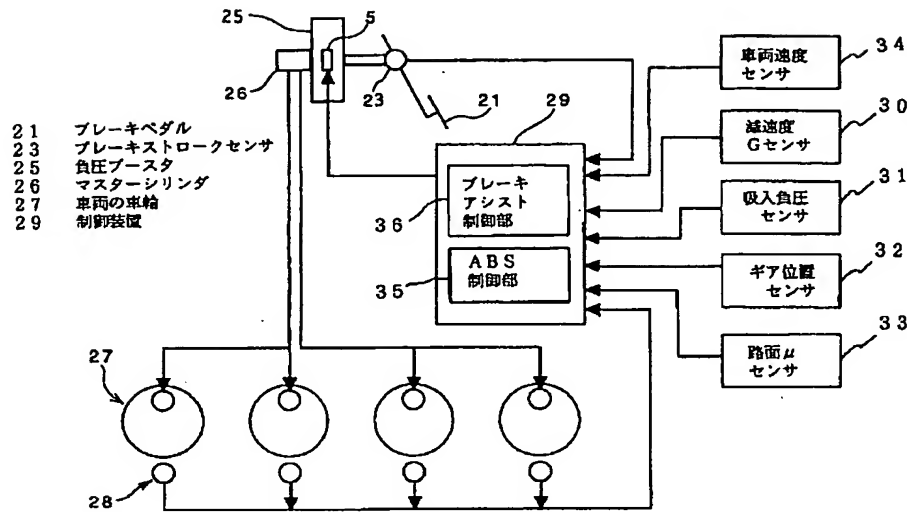 25
5
26
23
21
29
21 ブレーキペダル
23 ブレーキストロークセンサ
25 負圧ブースタ
26 マスターシリンダ
27 車両の車輪
29 制御装置
ブレーキ
アシスト
制御部
36
ABS
制御部
35
車両速度
センサ
34
減速度
Gセンサ
30
吸入負圧
センサ
31
ギア位置
センサ
32
路面μ
センサ
33
27
28